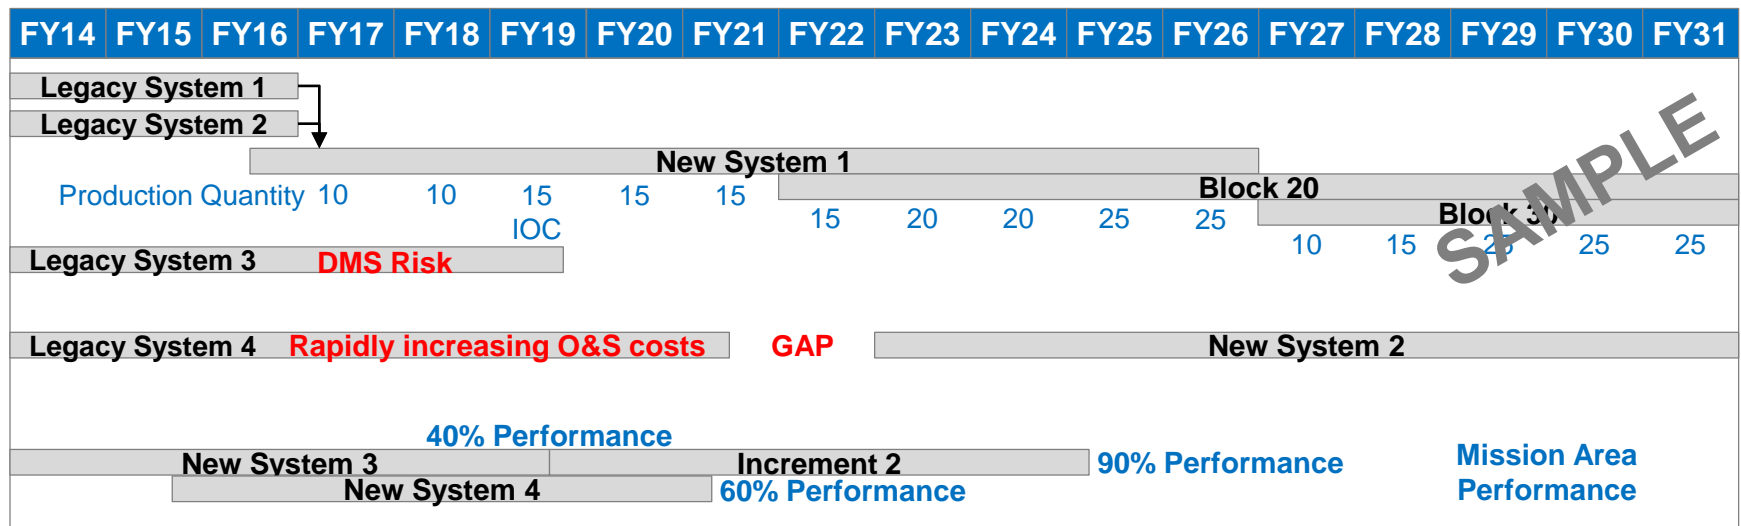 FY14 FY15 FY16 FY17 FY18 FY19 FY20 FY21 FY22 FY23 FY24 FY25 FY26 FY27 FY28 FY29 FY30 FY31
Legacy System 1
Legacy System 2
New System 1
Production Quantity 10 10 15 15 15
Block 20
IOC
15 20 20 25 25
Block 30
10 15 25 25 25
SAMPLE
Legacy System 3 DMS Risk
Legacy System 4 Rapidly increasing O&S costs GAP New System 2
40% Performance
New System 3 Increment 2 90% Performance
New System 4 60% Performance
Mission Area
Performance